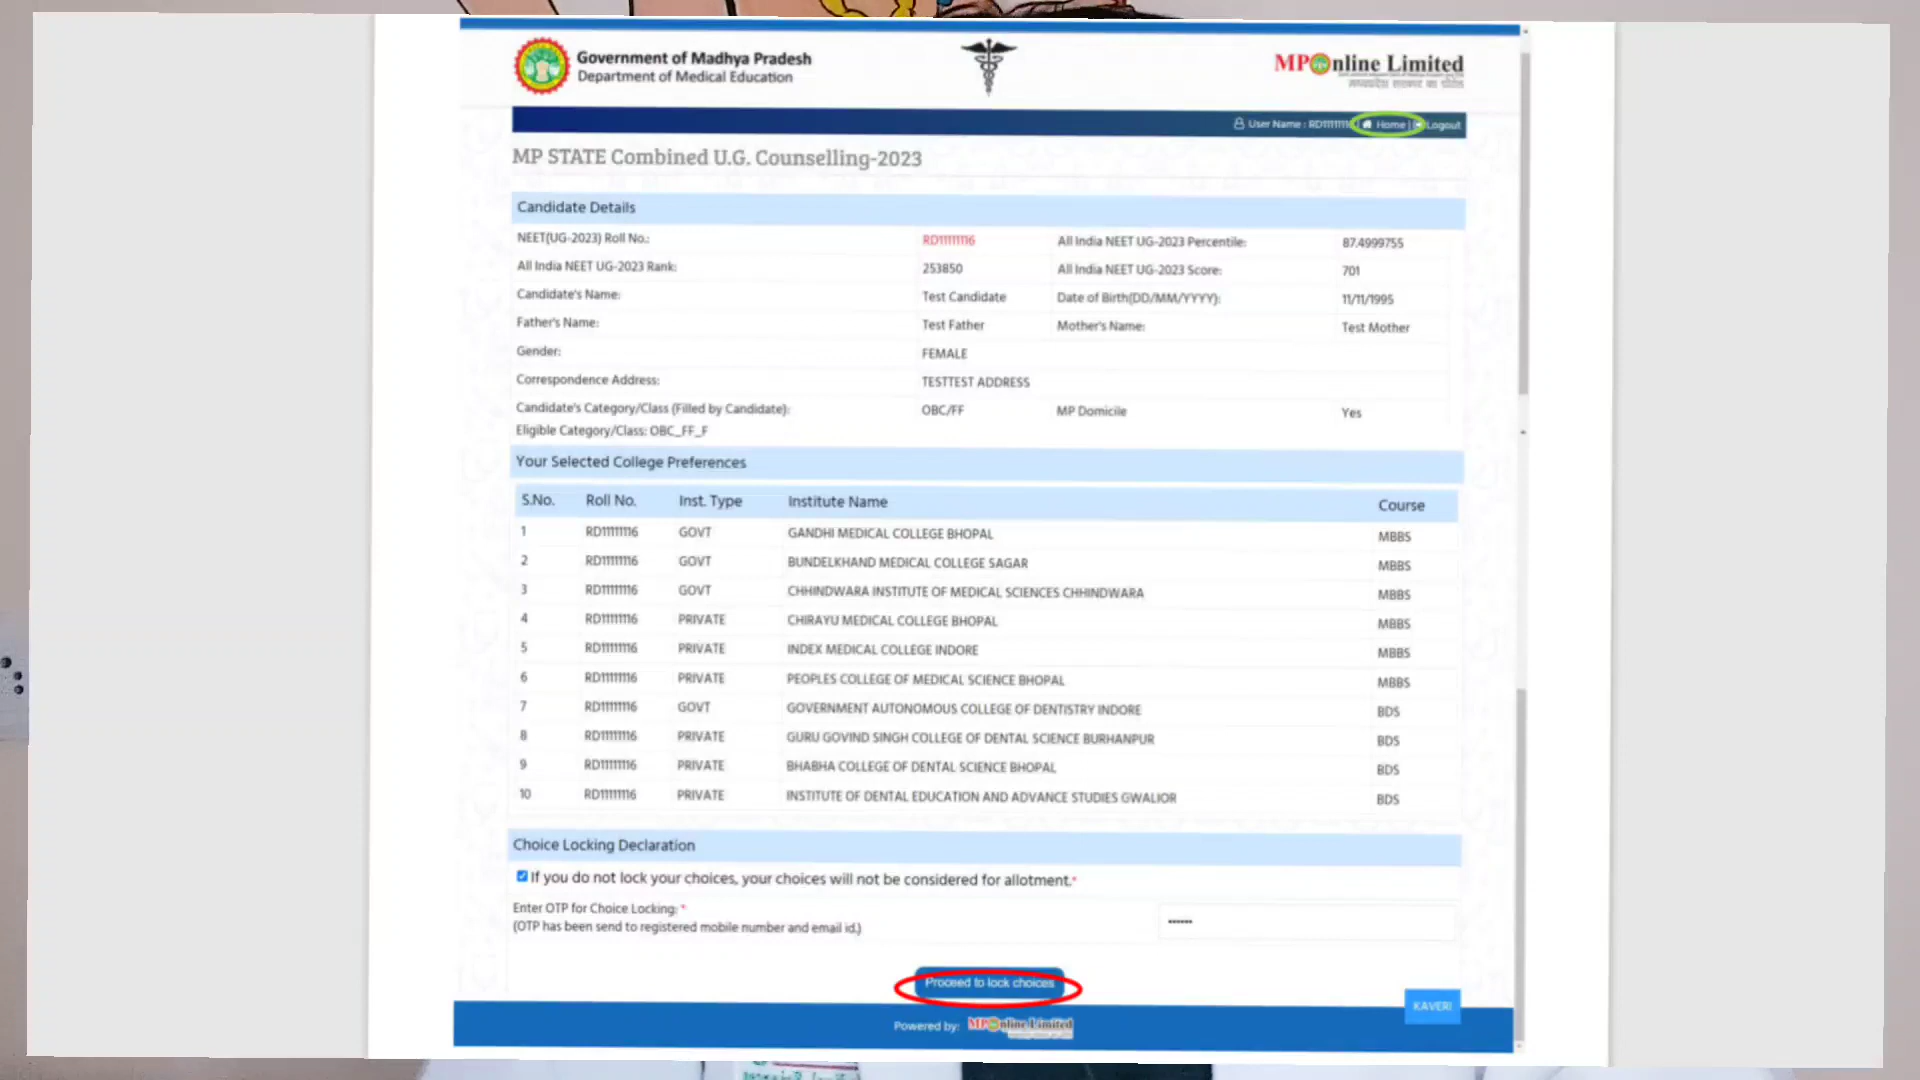 Government of Madhya Pradesh
Department of Medical Education
MPOnline Limited
User Name : RD11111116 | Home | Logout
MP STATE Combined U.G. Counselling-2023
Candidate Details
NEET(UG-2023) Roll No.: RD11111116 All India NEET UG-2023 Percentile: 87.4999755
All India NEET UG-2023 Rank: 253850 All India NEET UG-2023 Score: 701
Candidate's Name: Test Candidate Date of Birth(DD/MM/YYYY): 11/11/1995
Father's Name: Test Father Mother's Name: Test Mother
Gender: FEMALE
Correspondence Address: TESTTEST ADDRESS
Candidate's Category/Class (Filled by Candidate): OBC/FF MP Domicile Yes
Eligible Category/Class: OBC_FF_F
Your Selected College Preferences
S.No. Roll No. Inst. Type Institute Name Course
1 RD11111116 GOVT GANDHI MEDICAL COLLEGE BHOPAL MBBS
2 RD11111116 GOVT BUNDELKHAND MEDICAL COLLEGE SAGAR MBBS
3 RD11111116 GOVT CHHINDWARA INSTITUTE OF MEDICAL SCIENCES CHHINDWARA MBBS
4 RD11111116 PRIVATE CHIRAYU MEDICAL COLLEGE BHOPAL MBBS
5 RD11111116 PRIVATE INDEX MEDICAL COLLEGE INDORE MBBS
6 RD11111116 PRIVATE PEOPLES COLLEGE OF MEDICAL SCIENCE BHOPAL MBBS
7 RD11111116 GOVT GOVERNMENT AUTONOMOUS COLLEGE OF DENTISTRY INDORE BDS
8 RD11111116 PRIVATE GURU GOVIND SINGH COLLEGE OF DENTAL SCIENCE BURHANPUR BDS
9 RD11111116 PRIVATE BHABHA COLLEGE OF DENTAL SCIENCE BHOPAL BDS
10 RD11111116 PRIVATE INSTITUTE OF DENTAL EDUCATION AND ADVANCE STUDIES GWALIOR BDS
Choice Locking Declaration
If you do not lock your choices, your choices will not be considered for allotment.*
Enter OTP for Choice Locking: *
(OTP has been send to registered mobile number and email id.)
Proceed to lock choices
KAVERI
Powered by: MPOnline Limited